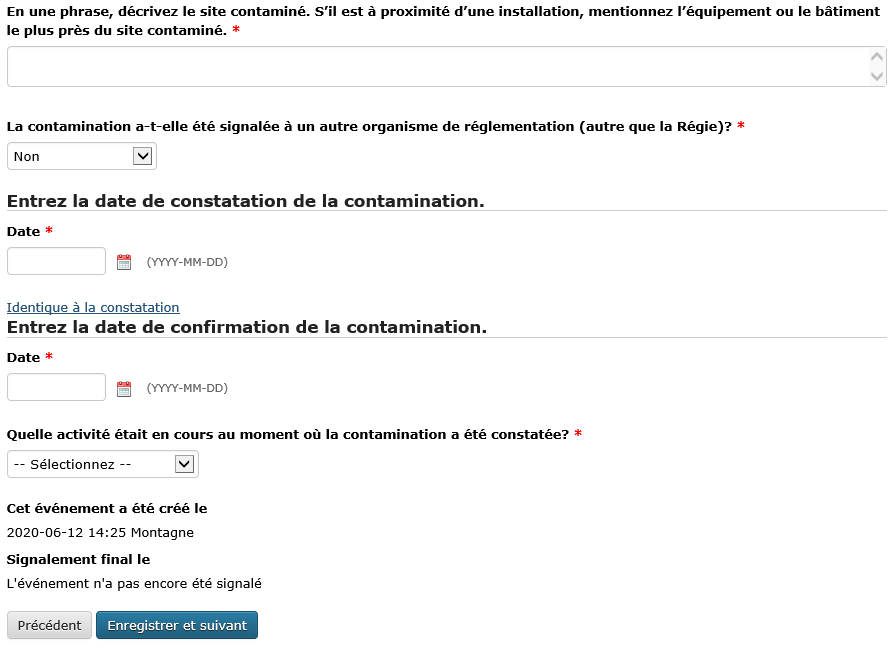 En une phrase, décrivez le site contaminé. S’il est à proximité d’une installation, mentionnez l’équipement ou le bâtiment
le plus près du site contaminé. *
La contamination a-t-elle été signalée à un autre organisme de réglementation (autre que la Régie)? *
Non
Entrez la date de constatation de la contamination.
Date *
(YYYY-MM-DD)
Identique à la constatation
Entrez la date de confirmation de la contamination.
Date *
(YYYY-MM-DD)
Quelle activité était en cours au moment où la contamination a été constatée? *
-- Sélectionnez --
Cet événement a été créé le
2020-06-12 14:25 Montagne
Signalement final le
L'événement n'a pas encore été signalé
Précédent Enregistrer et suivant